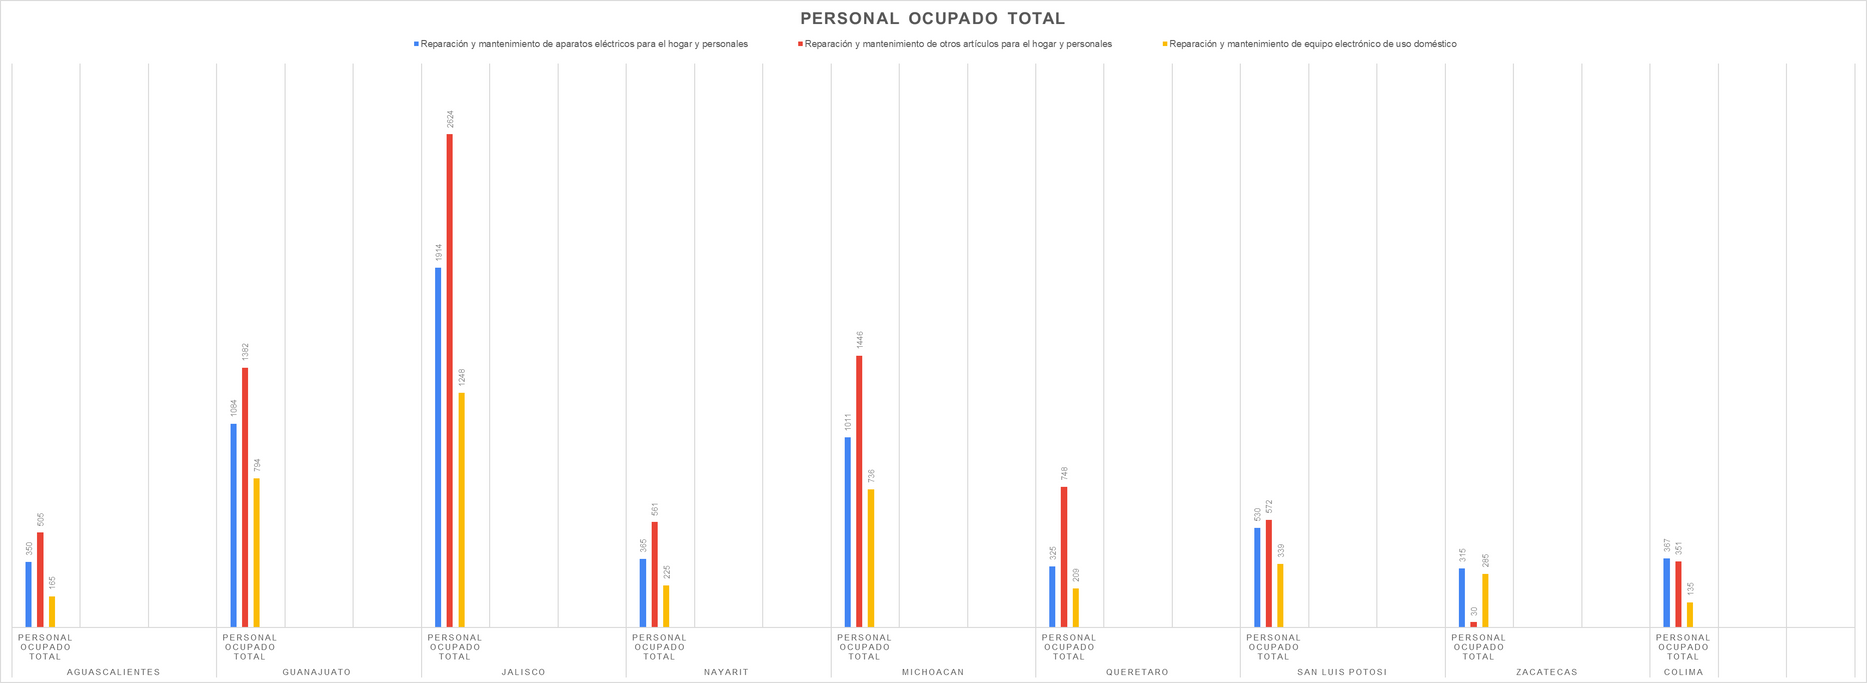 PERSONAL OCUPADO TOTAL
Reparación y mantenimiento de aparatos eléctricos para el hogar y personales
Reparación y mantenimiento de otros artículos para el hogar y personales
Reparación y mantenimiento de equipo electrónico de uso doméstico
350
505
165
1084
1382
794
1914
2624
1248
365
561
225
1011
1446
736
325
748
209
530
572
339
315
30
285
367
351
135
PERSONAL
OCUPADO
TOTAL
PERSONAL
OCUPADO
TOTAL
PERSONAL
OCUPADO
TOTAL
PERSONAL
OCUPADO
TOTAL
PERSONAL
OCUPADO
TOTAL
PERSONAL
OCUPADO
TOTAL
PERSONAL
OCUPADO
TOTAL
PERSONAL
OCUPADO
TOTAL
PERSONAL
OCUPADO
TOTAL
AGUASCALIENTES
GUANAJUATO
JALISCO
NAYARIT
MICHOACAN
QUERETARO
SAN LUIS POTOSI
ZACATECAS
COLIMA